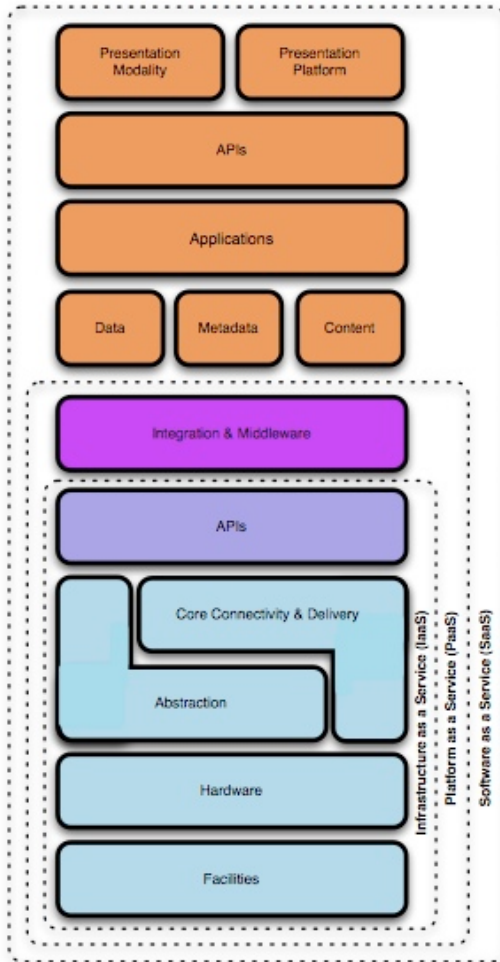 Presentation
Modality
Presentation
Platform
APIs
Applications
Data
Metadata
Content
Integration & Middleware
APIs
Core Connectivity & Delivery
Abstraction
Hardware
Facilities
Infrastructure as a Service (IaaS)
Platform as a Service (PaaS)
Software as a Service (SaaS)